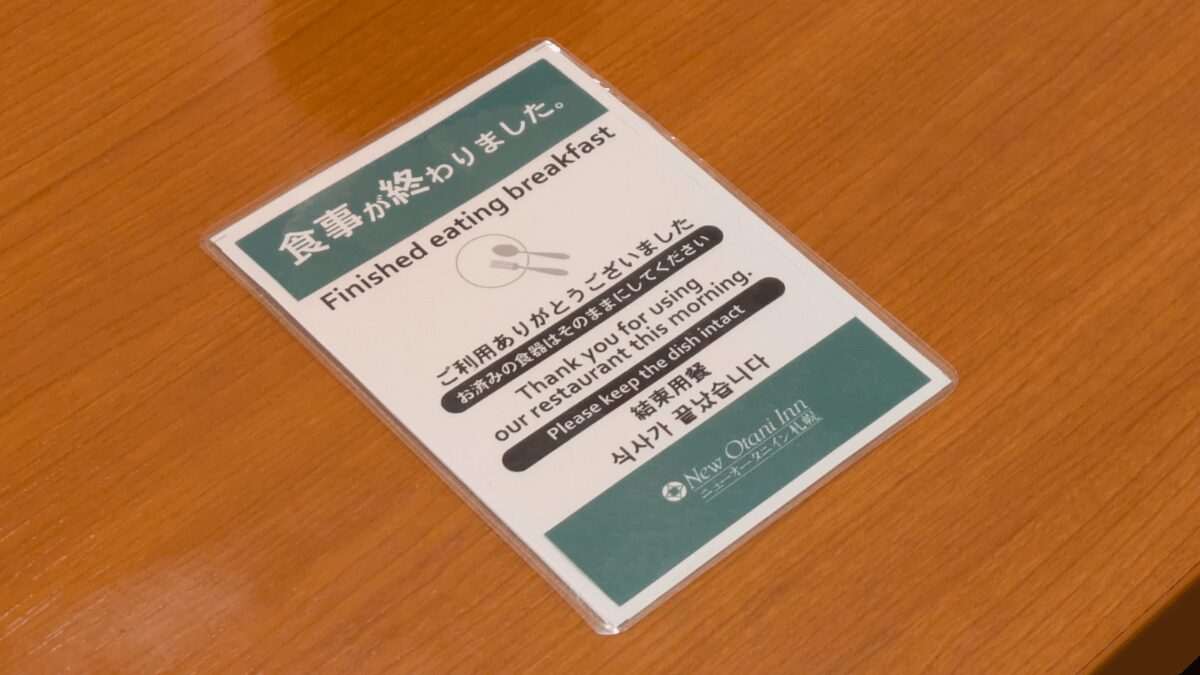 食事が終わりました。
Finished eating breakfast
ご利用ありがとうございました
お済みの食器はそのままにしてください
Thank you for using
our restaurant this morning.
Please keep the dish intact
結束用餐
식사가 끝났습니다
New Otani Inn
ニューオータニイン札幌